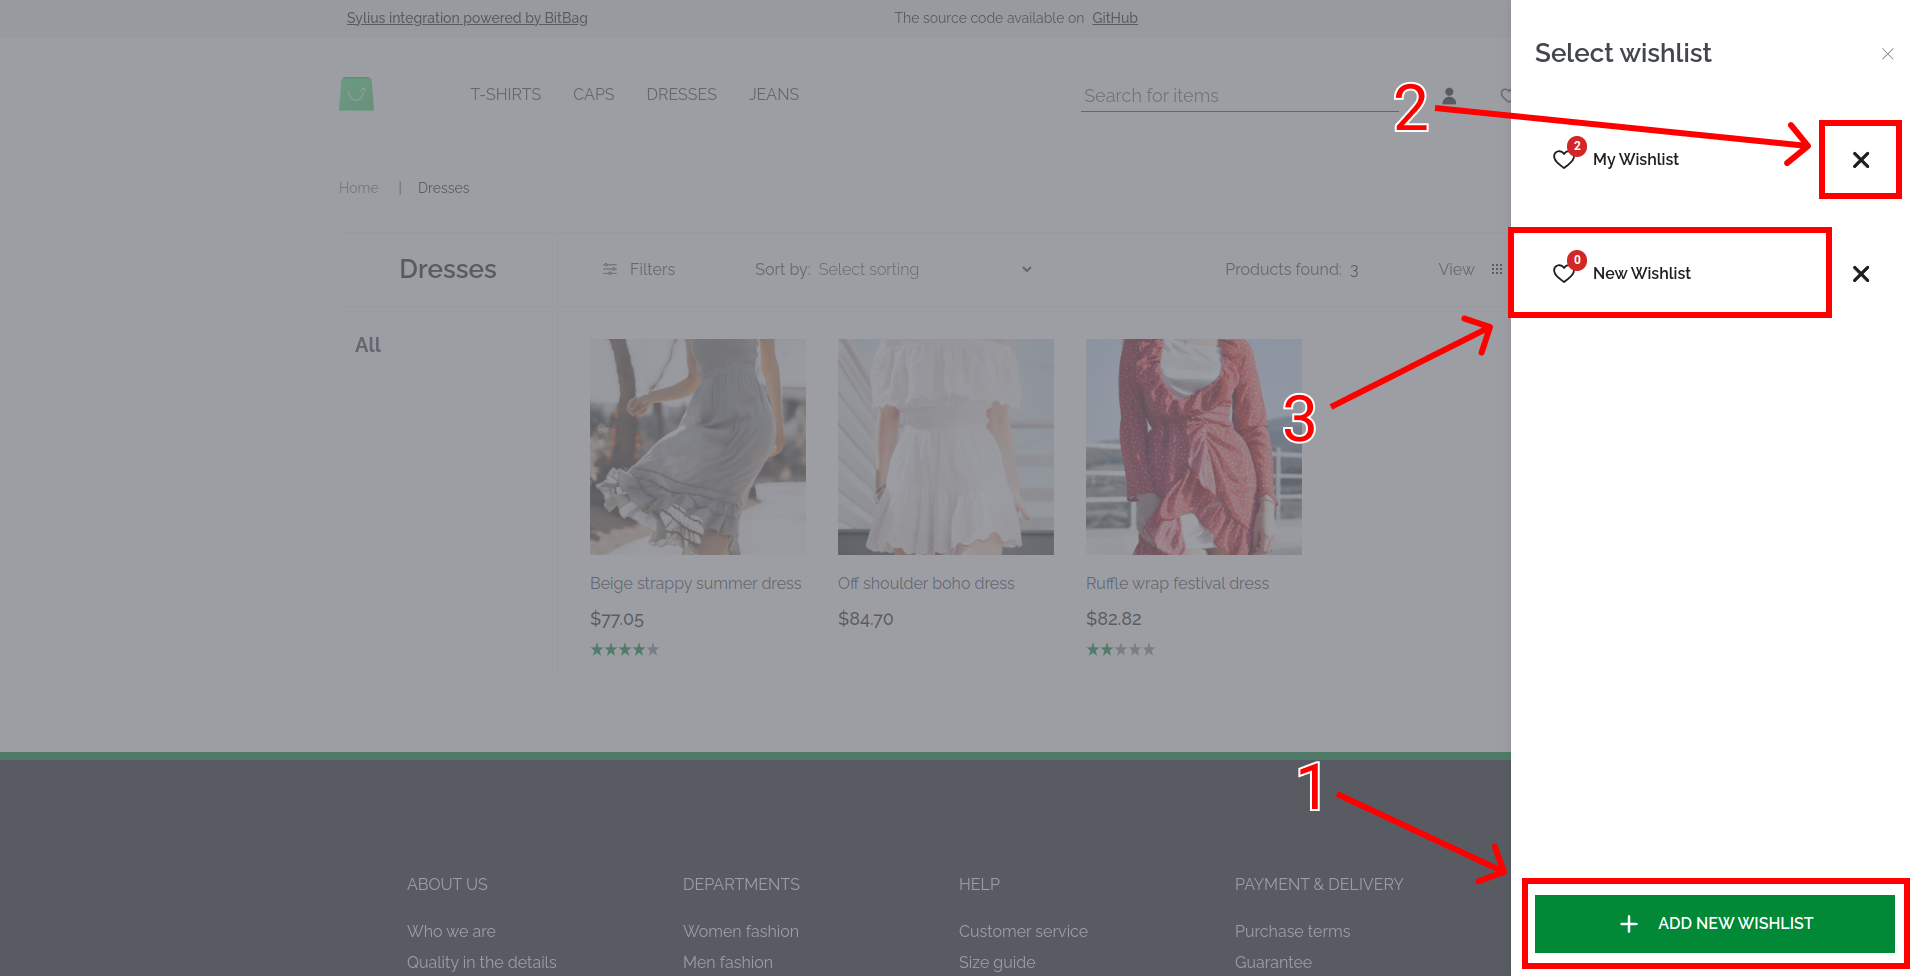 Sylius integration powered by BitBag
The source code available on GitHub
T-SHIRTS CAPS DRESSES JEANS
Search for items
Home | Dresses
Dresses
Filters
Sort by: Select sorting
Products found: 3
View
All
Beige strappy summer dress
$77.05
Off shoulder boho dress
$84.70
Ruffle wrap festival dress
$82.82
ABOUT US
Who we are
Quality in the details
DEPARTMENTS
Women fashion
Men fashion
HELP
Customer service
Size guide
PAYMENT & DELIVERY
Purchase terms
Guarantee
Select wishlist
2
2 My Wishlist
3
0 New Wishlist
1
ADD NEW WISHLIST